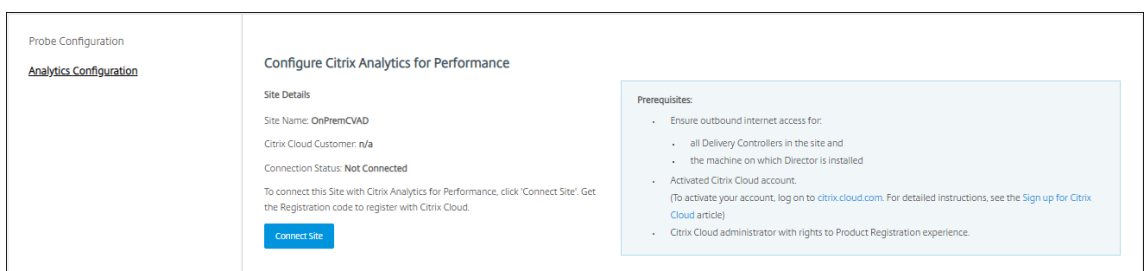 Probe Configuration
Analytics Configuration
Configure Citrix Analytics for Performance
Site Details
Site Name: OnPremCVAD
Citrix Cloud Customer: n/a
Connection Status: Not Connected
To connect this Site with Citrix Analytics for Performance, click 'Connect Site'. Get
the Registration code to register with Citrix Cloud.
Connect Site
Prerequisites:
• Ensure outbound internet access for:
• all Delivery Controllers in the site and
• the machine on which Director is installed
• Activated Citrix Cloud account.
(To activate your account, log on to citrix.cloud.com. For detailed instructions, see the Sign up for Citrix
Cloud article)
• Citrix Cloud administrator with rights to Product Registration experience.